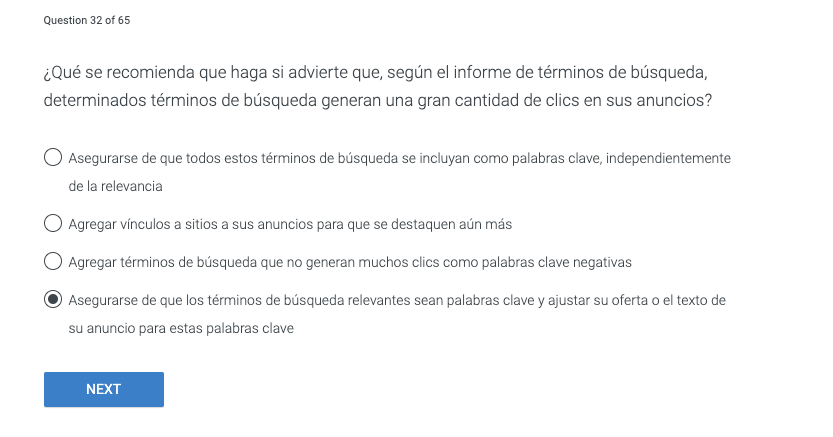 Question 32 of 65
¿Qué se recomienda que haga si advierte que, según el informe de términos de búsqueda,
determinados términos de búsqueda generan una gran cantidad de clics en sus anuncios?
Asegurarse de que todos estos términos de búsqueda se incluyan como palabras clave, independientemente
de la relevancia
Agregar vínculos a sitios a sus anuncios para que se destaquen aún más
Agregar términos de búsqueda que no generan muchos clics como palabras clave negativas
Asegurarse de que los términos de búsqueda relevantes sean palabras clave y ajustar su oferta o el texto de
su anuncio para estas palabras clave
NEXT